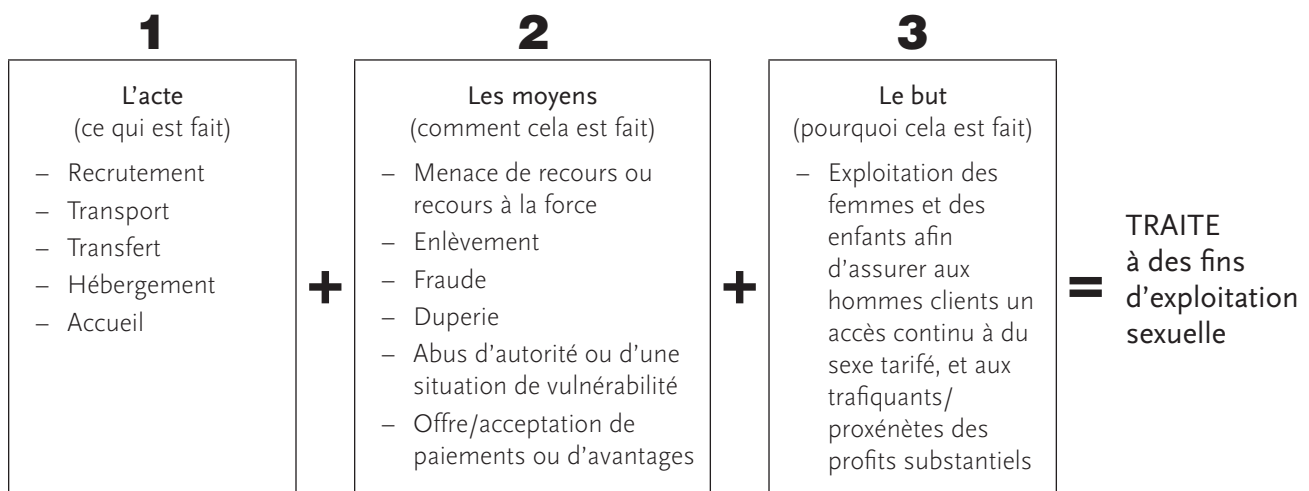 1
L’acte
(ce qui est fait)
– Recrutement
– Transport
– Transfert
– Hébergement
– Accueil
+
2
Les moyens
(comment cela est fait)
– Menace de recours ou
recours à la force
– Enlèvement
– Fraude
– Duperie
– Abus d’autorité ou d’une
situation de vulnérabilité
– Offre/acceptation de
paiements ou d’avantages
+
3
Le but
(pourquoi cela est fait)
– Exploitation des
femmes et des
enfants afin
d’assurer aux
hommes clients un
accès continu à du
sexe tarifé, et aux
trafiquants/
proxénètes des
profits substantiels
=
TRAITE
à des fins
d'exploitation
sexuelle